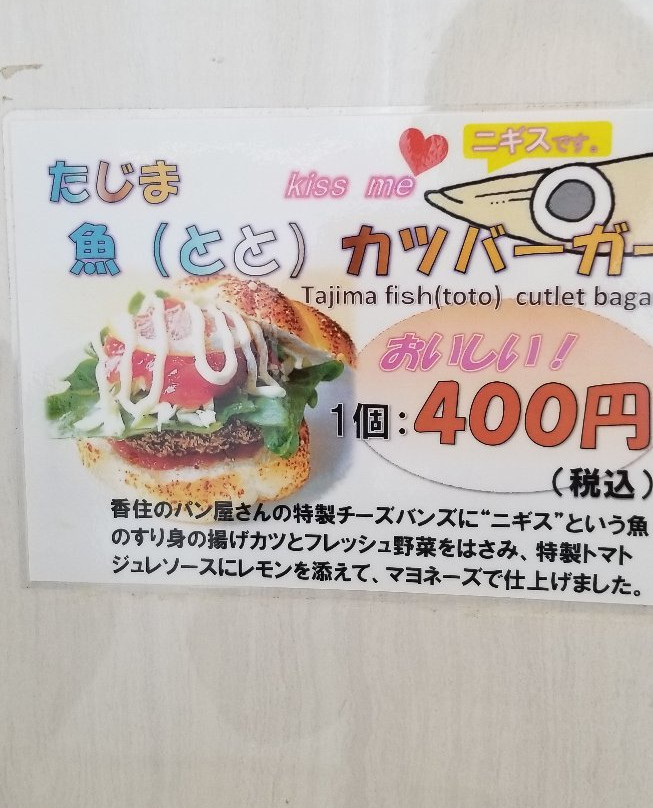 ニギスです。
たじま
kiss me
魚(とと)カツバーガー
Tajima fish(toto) cutlet baga
おいしい!
1個:400円
(税込)
香住のパン屋さんの特製チーズバンズに“ニギス”という魚
のすり身の揚げカツとフレッシュ野菜をはさみ、特製トマト
ジュレソースにレモンを添えて、マヨネーズで仕上げました。